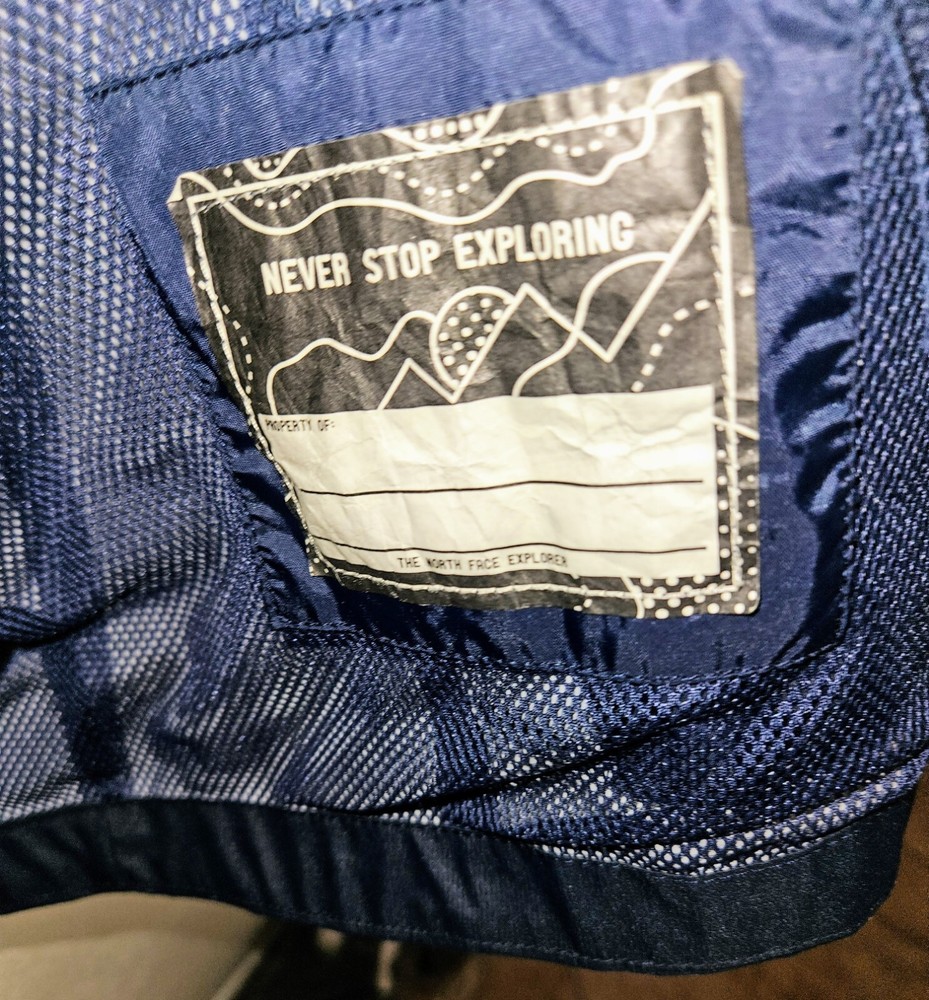 NEVER STOP EXPLORING
PROPERTY OF:
THE NORTH FACE EXPLORER